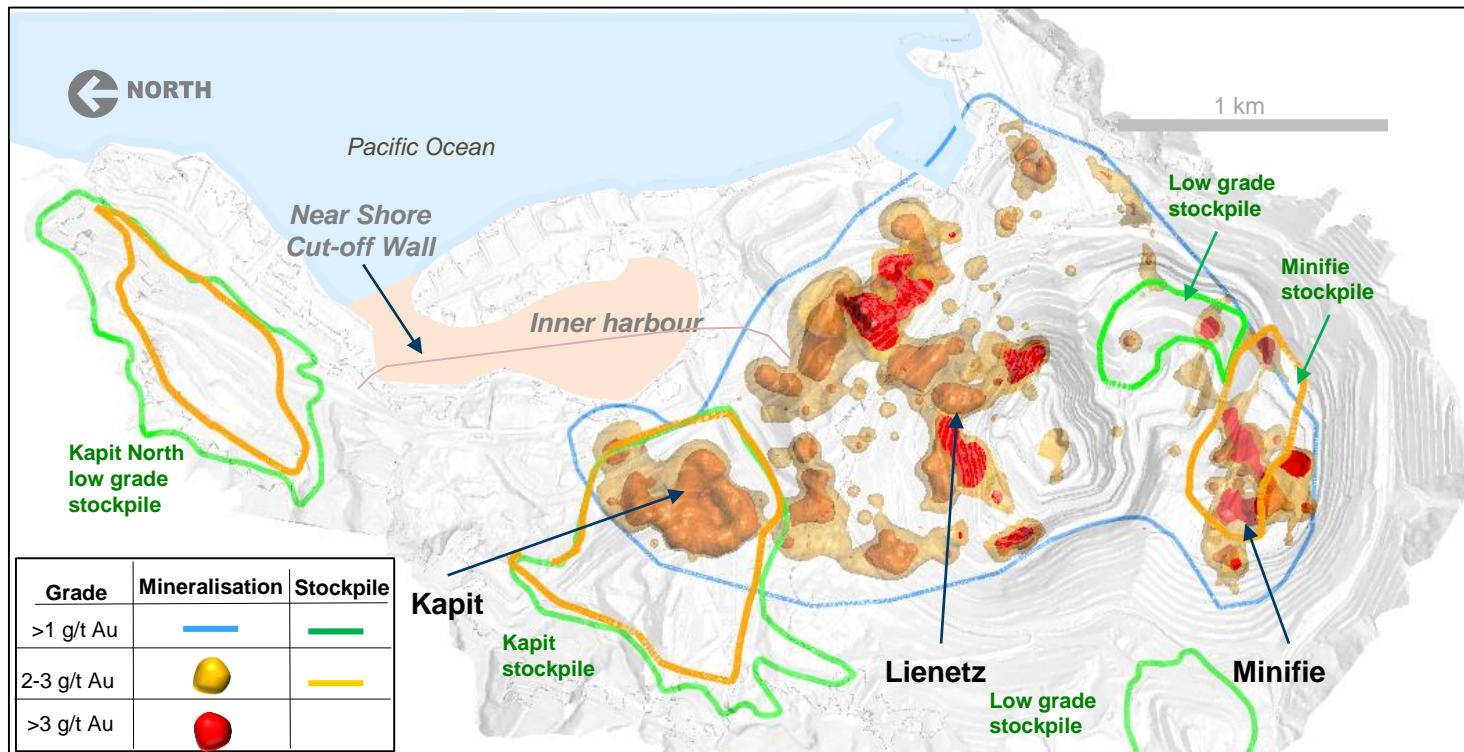 NORTH
1 km
Pacific Ocean
Low grade
stockpile
Near Shore
Cut-off Wall
Minifie
stockpile
Inner harbour
Kapit North
low grade
stockpile
Grade Mineralisation Stockpile
>1 g/t Au
2-3 g/t Au
>3 g/t Au
Kapit
Kapit
stockpile
Lienetz
Minifie
Low grade
stockpile